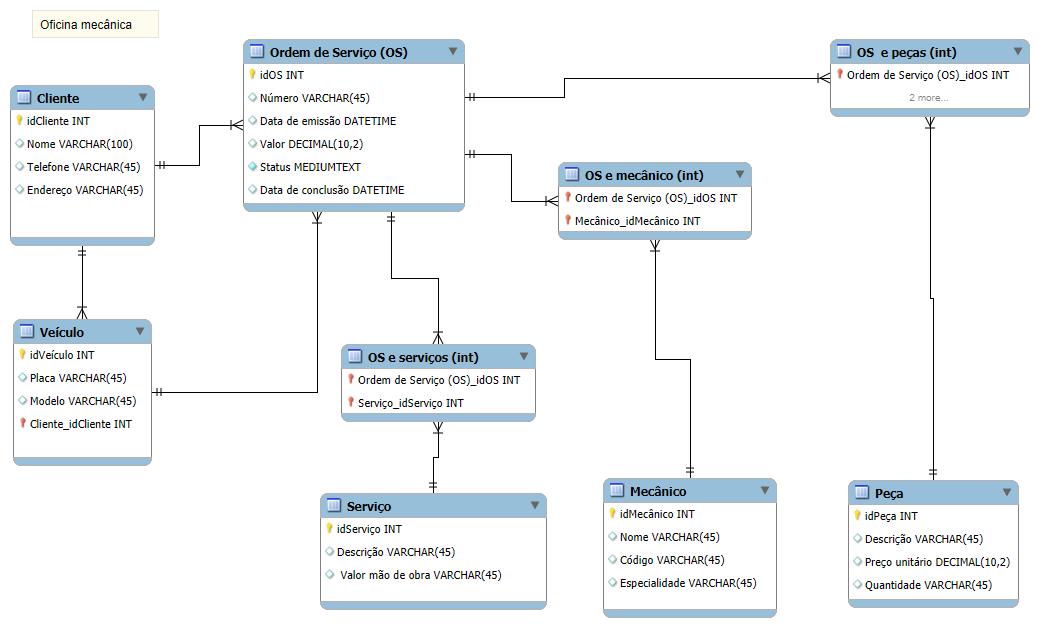 Oficina mecânica
Ordem de Serviço (OS)
idOS INT
Número VARCHAR(45)
Data de emissão DATETIME
Valor DECIMAL(10,2)
Status MEDIUMTEXT
Data de conclusão DATETIME
OS  e peças (int)
Ordem de Serviço (OS)_idOS INT
2 more...
Cliente
idCliente INT
Nome VARCHAR(100)
Telefone VARCHAR(45)
Endereço VARCHAR(45)
OS e mecânico (int)
Ordem de Serviço (OS)_idOS INT
Mecânico_idMecânico INT
Veículo
idVeículo INT
Placa VARCHAR(45)
Modelo VARCHAR(45)
Cliente_idCliente INT
OS e serviços (int)
Ordem de Serviço (OS)_idOS INT
Serviço_idServiço INT
Serviço
idServiço INT
Descrição VARCHAR(45)
Valor mão de obra VARCHAR(45)
Mecânico
idMecânico INT
Nome VARCHAR(45)
Código VARCHAR(45)
Especialidade VARCHAR(45)
Peça
idPeça INT
Descrição VARCHAR(45)
Preço unitário DECIMAL(10,2)
Quantidade VARCHAR(45)